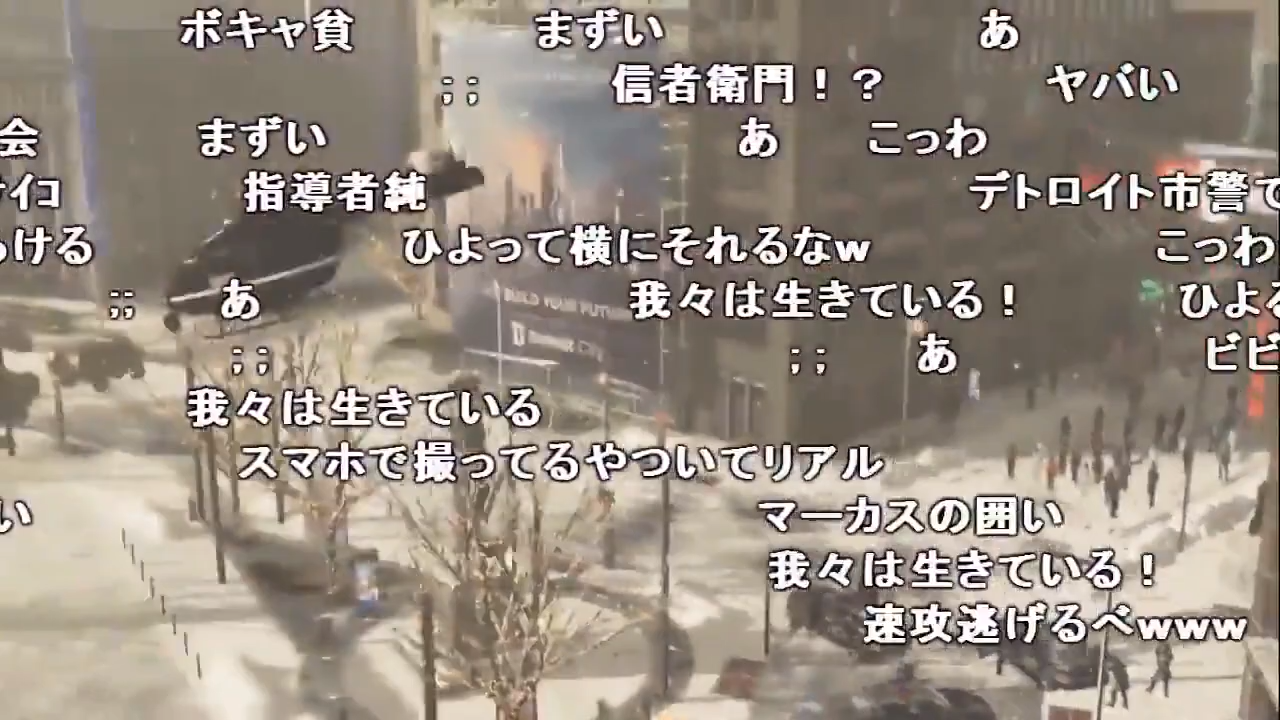 ボキャ貧 まずい あ
;; 信者衛門！？ ヤバい
会 まずい あ こっわ
イコ 指導者純 デトロイト市警で
ける ひよって横にそれるなw こっわ
;; あ 我々は生きている！ ひよる
;; ;; あ ビビ
BUILD YOUR FUTURE
我々は生きている
スマホで撮ってるやついてリアル
い マーカスの囲い
我々は生きている！
速攻逃げるべwww